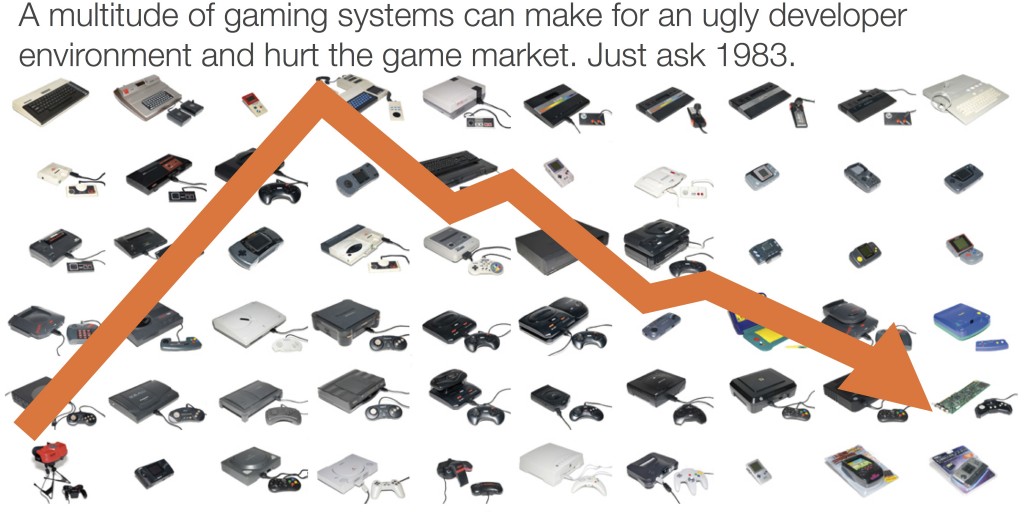 A multitude of gaming systems can make for an ugly developer
environment and hurt the game market. Just ask 1983.